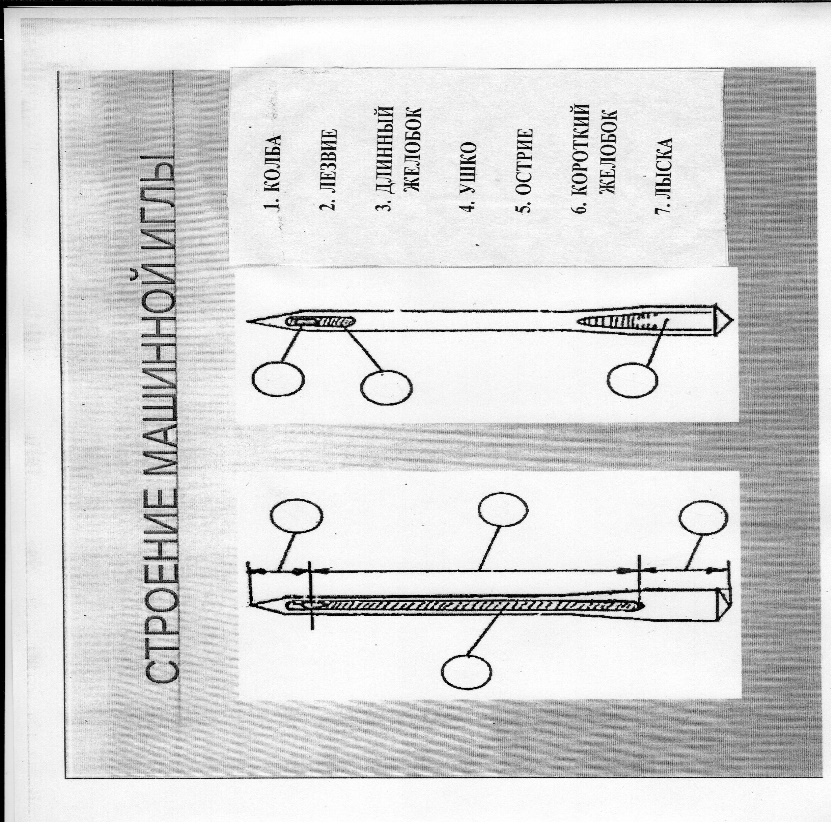 СТРОЕНИЕ МАШИННОЙ ИГЛЫ
1. КОЛБА
2. ЛЕЗВИЕ
3. ДЛИННЫЙ
ЖЕЛОБОК
4. УШКО
5. ОСТРИЕ
6. КОРОТКИЙ
ЖЕЛОБОК
7. ЛЫСКА